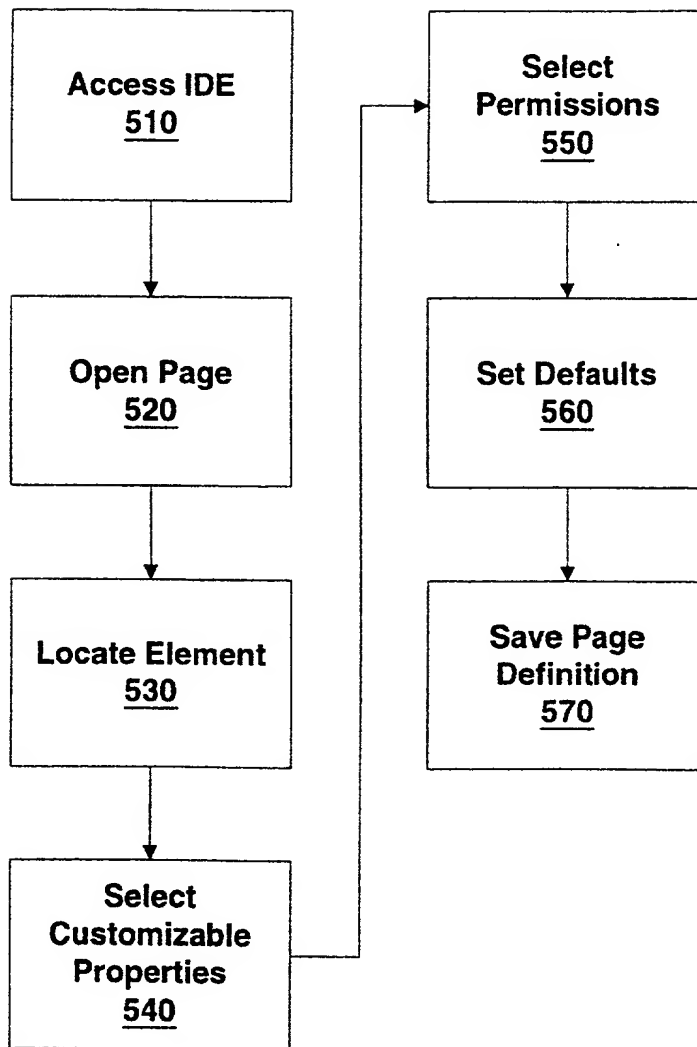 Access IDE
510
Open Page
520
Locate Element
530
Select
Customizable
Properties
540
Select
Permissions
550
Set Defaults
560
Save Page
Definition
570